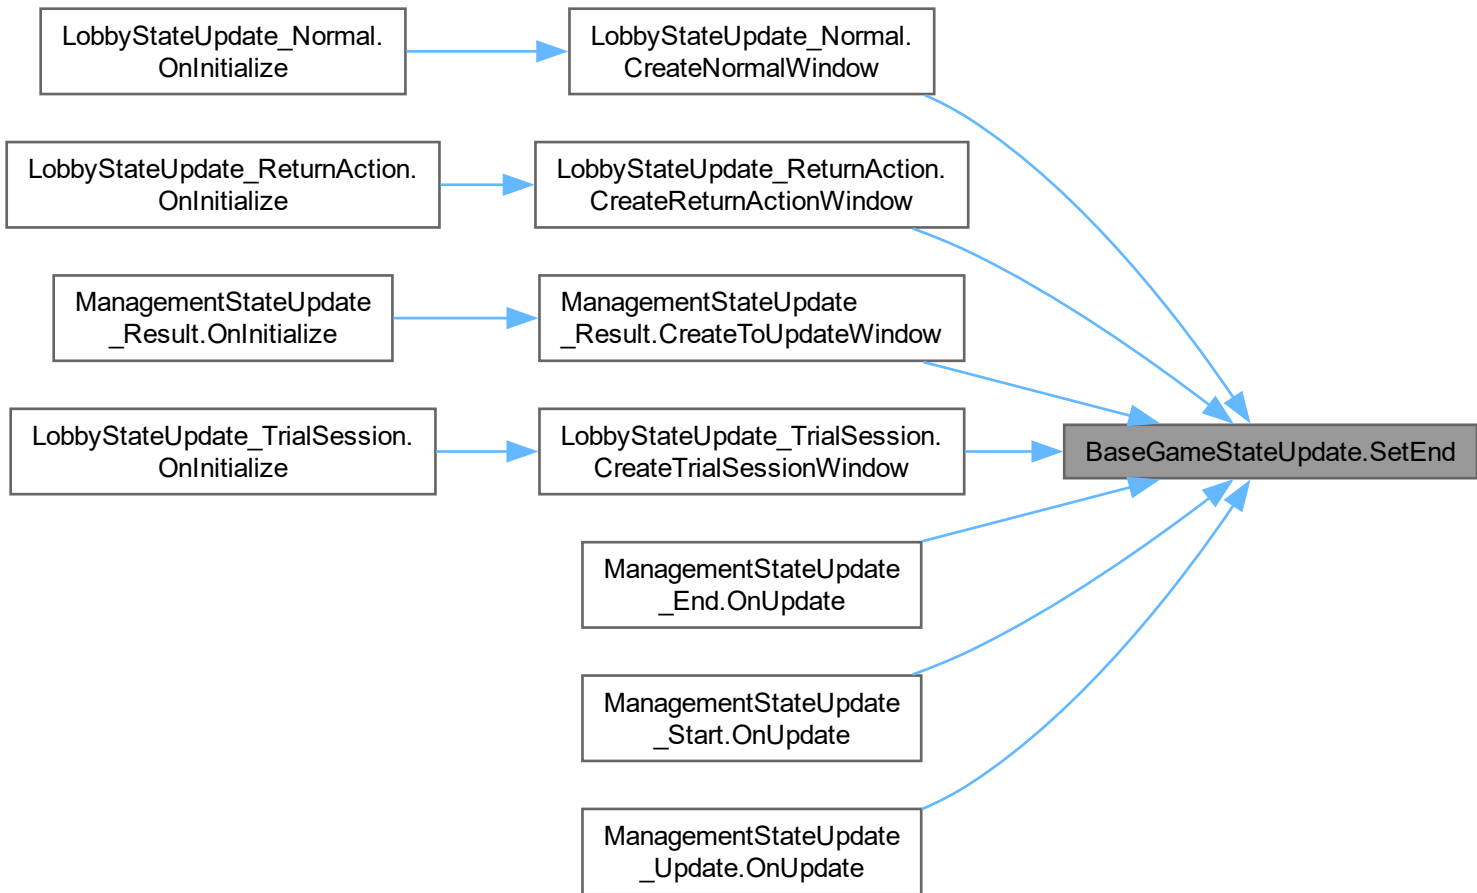 LobbyStateUpdate_Normal.
OnInitialize
LobbyStateUpdate_Normal.
CreateNormalWindow
LobbyStateUpdate_ReturnAction.
OnInitialize
LobbyStateUpdate_ReturnAction.
CreateReturnActionWindow
ManagementStateUpdate
_Result.OnInitialize
ManagementStateUpdate
_Result.CreateToUpdateWindow
LobbyStateUpdate_TrialSession.
OnInitialize
LobbyStateUpdate_TrialSession.
CreateTrialSessionWindow
BaseGameStateUpdate.SetEnd
ManagementStateUpdate
_End.OnUpdate
ManagementStateUpdate
_Start.OnUpdate
ManagementStateUpdate
_Update.OnUpdate